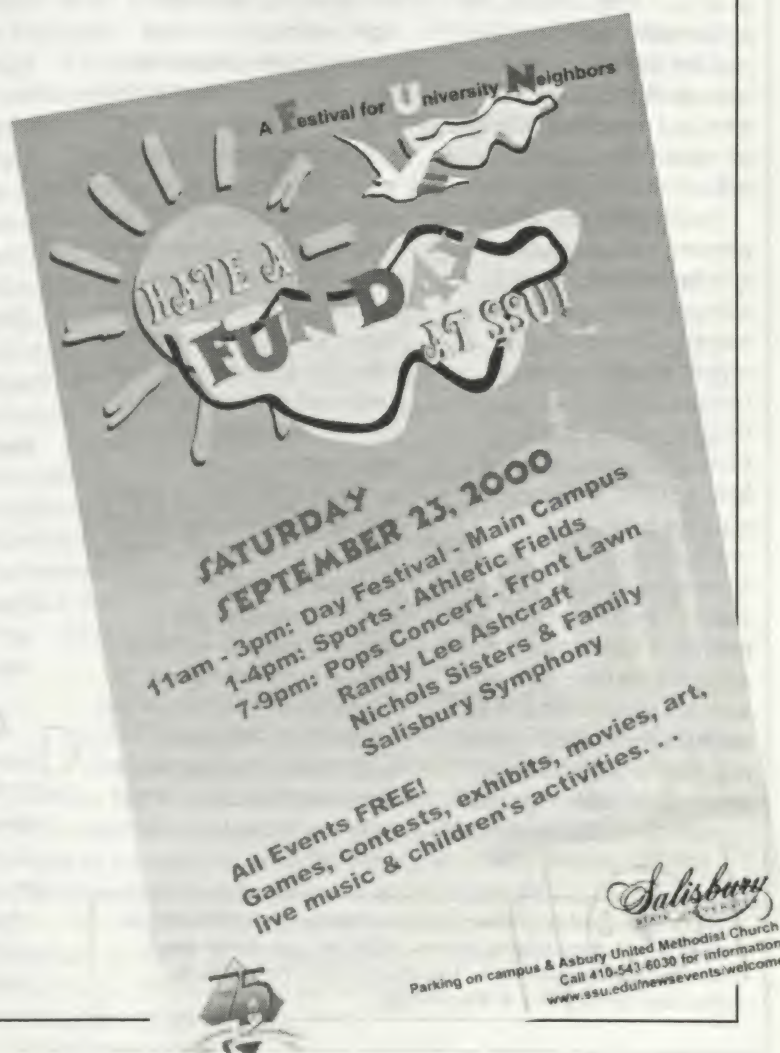 A Festival for University Neighbors
HAVE A
FUN DAY
AT SSU!
SATURDAY
SEPTEMBER 23, 2000
11am - 3pm: Day Festival - Main Campus
1-4pm: Sports - Athletic Fields
7-9pm: Pops Concert - Front Lawn
Randy Lee Ashcraft
Nichols Sisters & Family
Salisbury Symphony
All Events FREE!
Games, contests, exhibits, movies, art,
live music & children's activities. . .
Salisbury
STATE UNIVERSITY
Parking on campus & Asbury United Methodist Church
Call 410-543-6030 for information
www.ssu.edu/newsevents/welcome
75